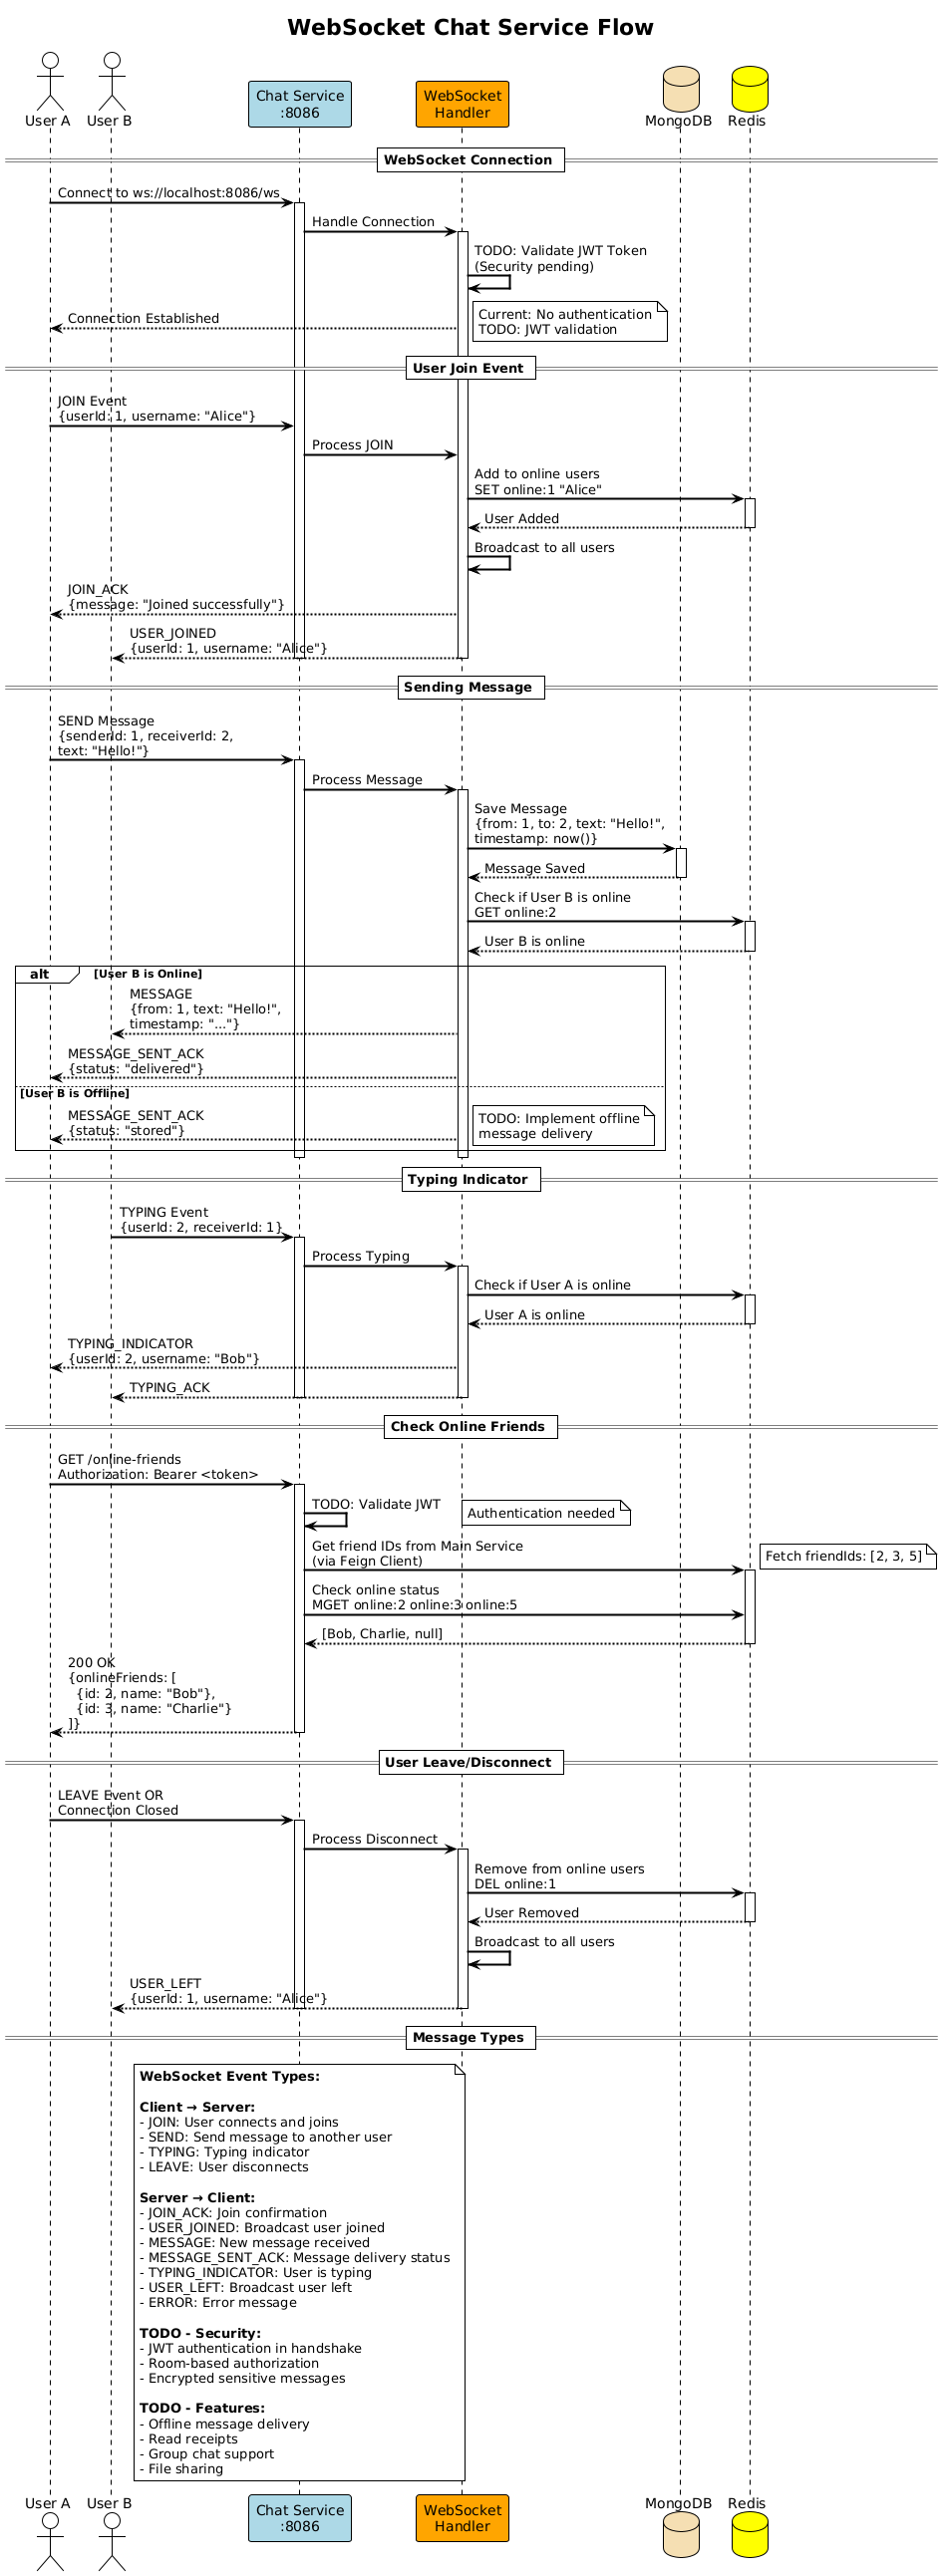 WebSocket Chat Service Flow
User A
User B
Chat Service
:8086
WebSocket
Handler
MongoDB
Redis
WebSocket Connection
Connect to ws://localhost:8086/ws
Handle Connection
TODO: Validate JWT Token
(Security pending)
Connection Established
Current: No authentication
TODO: JWT validation
User Join Event
JOIN Event
{userId: 1, username: "Alice"}
Process JOIN
Add to online users
SET online:1 "Alice"
User Added
Broadcast to all users
JOIN_ACK
{message: "Joined successfully"}
USER_JOINED
{userId: 1, username: "Alice"}
Sending Message
SEND Message
{senderId: 1, receiverId: 2,
text: "Hello!"}
Process Message
Save Message
{from: 1, to: 2, text: "Hello!",
timestamp: now()}
Message Saved
Check if User B is online
GET online:2
User B is online
alt
[User B is Online]
MESSAGE
{from: 1, text: "Hello!",
timestamp: "..."}
MESSAGE_SENT_ACK
{status: "delivered"}
[User B is Offline]
MESSAGE_SENT_ACK
{status: "stored"}
TODO: Implement offline
message delivery
Typing Indicator
TYPING Event
{userId: 2, receiverId: 1}
Process Typing
Check if User A is online
User A is online
TYPING_INDICATOR
{userId: 2, username: "Bob"}
TYPING_ACK
Check Online Friends
GET /online-friends
Authorization: Bearer <token>
TODO: Validate JWT
Authentication needed
Get friend IDs from Main Service
(via Feign Client)
Fetch friendIds: [2, 3, 5]
Check online status
MGET online:2 online:3 online:5
[Bob, Charlie, null]
200 OK
{onlineFriends: [
{id: 2, name: "Bob"},
{id: 3, name: "Charlie"}
]}
User Leave/Disconnect
LEAVE Event OR
Connection Closed
Process Disconnect
Remove from online users
DEL online:1
User Removed
Broadcast to all users
USER_LEFT
{userId: 1, username: "Alice"}
Message Types
WebSocket Event Types:
Client → Server:
- JOIN: User connects and joins
- SEND: Send message to another user
- TYPING: Typing indicator
- LEAVE: User disconnects
Server → Client:
- JOIN_ACK: Join confirmation
- USER_JOINED: Broadcast user joined
- MESSAGE: New message received
- MESSAGE_SENT_ACK: Message delivery status
- TYPING_INDICATOR: User is typing
- USER_LEFT: Broadcast user left
- ERROR: Error message
TODO - Security:
- JWT authentication in handshake
- Room-based authorization
- Encrypted sensitive messages
TODO - Features:
- Offline message delivery
- Read receipts
- Group chat support
- File sharing
User A
User B
Chat Service
:8086
WebSocket
Handler
MongoDB
Redis